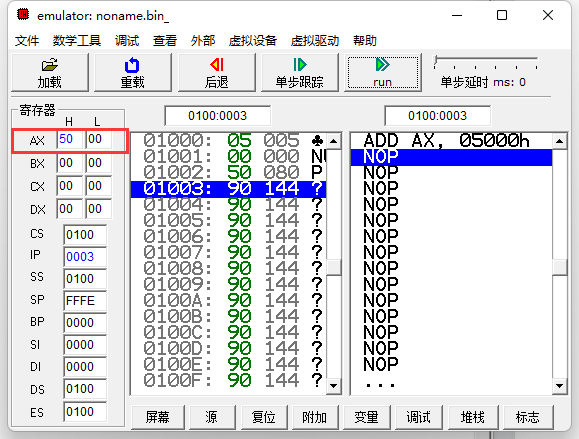 emulator: noname.bin_
文件 数学工具 调试 查看 外部 虚拟设备 虚拟驱动 帮助
加载 重载 后退 单步跟踪 run 单步延时 ms: 0
寄存器 0100:0003 0100:0003
H L
AX 50 00
BX 00 00
CX 00 00
DX 00 00
CS 0100
IP 0003
SS 0100
SP FFFE
BP 0000
SI 0000
DI 0000
DS 0100
ES 0100
01000: 05 005 ♣
01001: 00 000 NU
01002: 50 080 P
01003: 90 144 ?
01004: 90 144 ?
01005: 90 144 ?
01006: 90 144 ?
01007: 90 144 ?
01008: 90 144 ?
01009: 90 144 ?
0100A: 90 144 ?
0100B: 90 144 ?
0100C: 90 144 ?
0100D: 90 144 ?
0100E: 90 144 ?
0100F: 90 144 ?
ADD AX, 05000h
NOP
NOP
NOP
NOP
NOP
NOP
NOP
NOP
NOP
NOP
NOP
NOP
NOP
NOP
...
屏幕 源 复位 附加 变量 调试 堆栈 标志